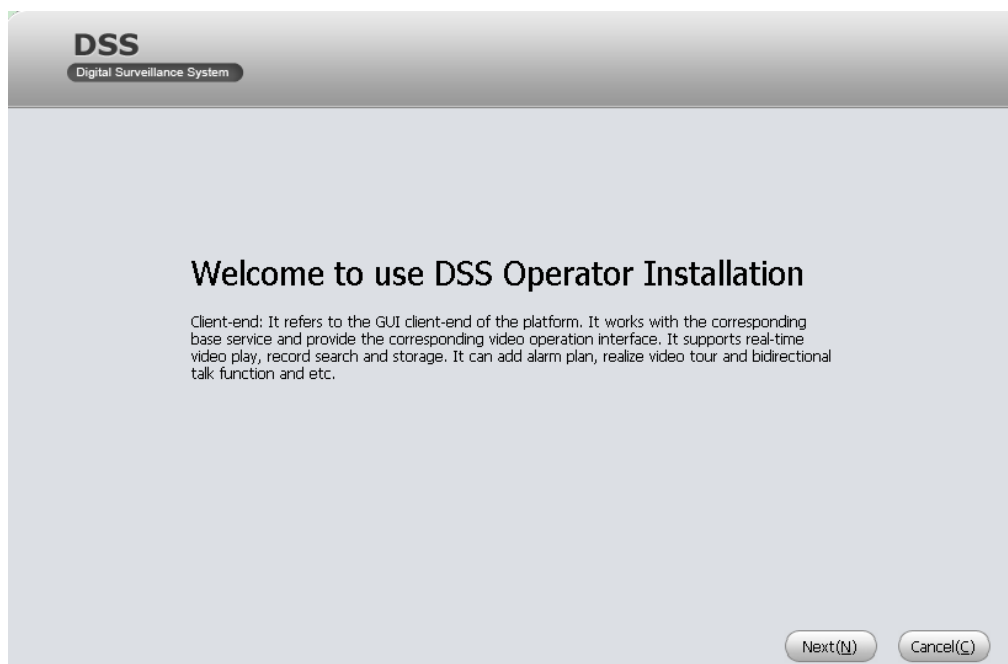 DSS
Digital Surveillance System
Welcome to use DSS Operator Installation
Client-end: It refers to the GUI client-end of the platform. It works with the corresponding
base service and provide the corresponding video operation interface. It supports real-time
video play, record search and storage. It can add alarm plan, realize video tour and bidirectional
talk function and etc.
Next(N) Cancel(C)